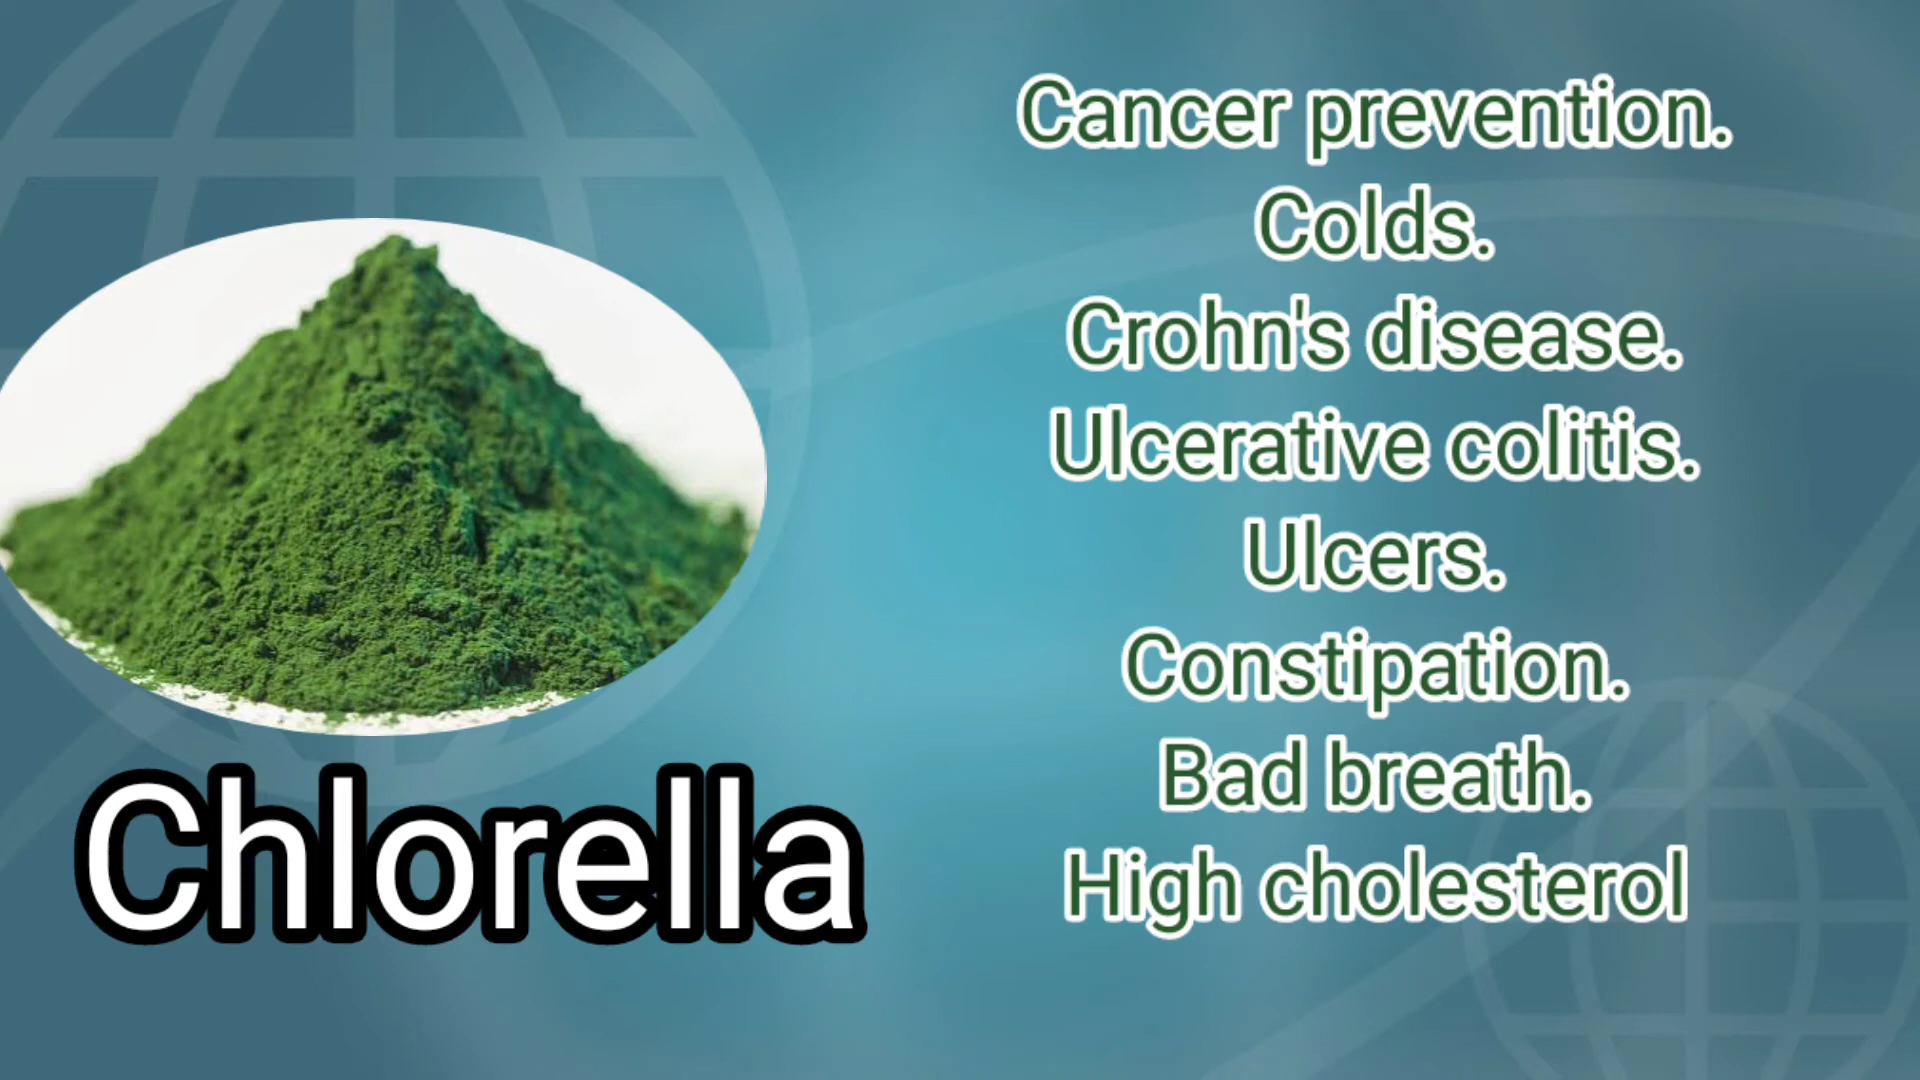 Cancer prevention.
Colds.
Crohn's disease.
Ulcerative colitis.
Ulcers.
Constipation.
Bad breath.
High cholesterol
Chlorella